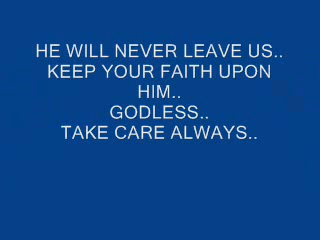 HE WILL NEVER LEAVE US..
KEEP YOUR FAITH UPON
HIM..
GODLESS..
TAKE CARE ALWAYS..